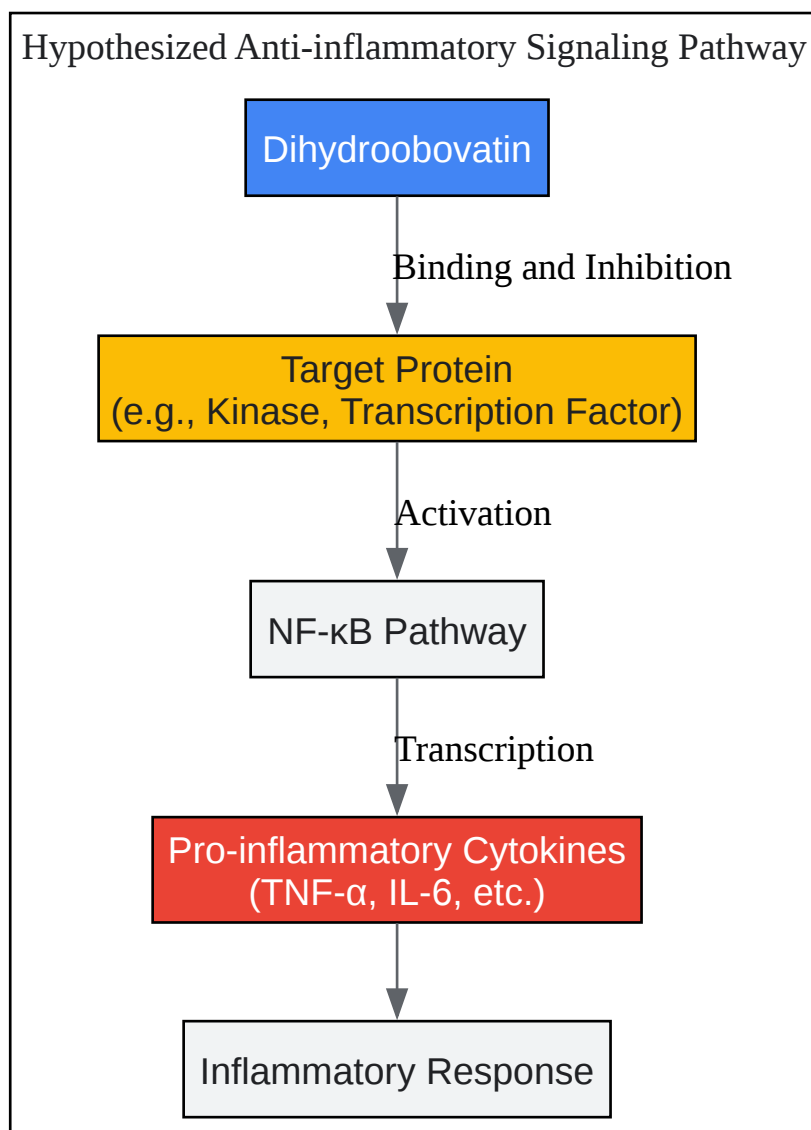 Hypothesized Anti-inflammatory Signaling Pathway
Dihydroobovatin
Binding and Inhibition
Target Protein
(e.g., Kinase, Transcription Factor)
Activation
NF-κB Pathway
Transcription
Pro-inflammatory Cytokines
(TNF-α, IL-6, etc.)
Inflammatory Response